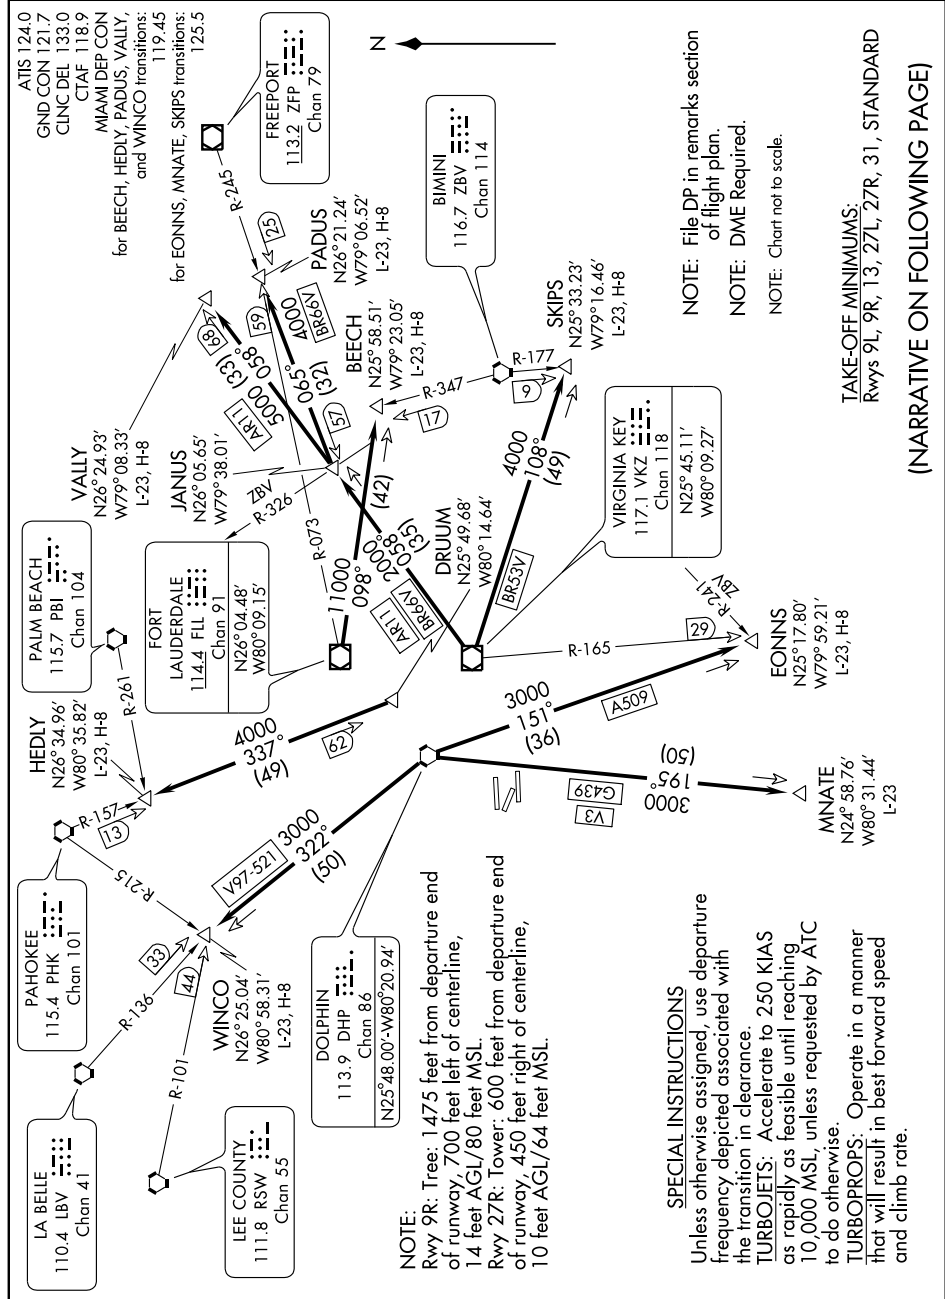 ATIS 124.0
GND CON 121.7
CLNC DEL 133.0
CTAF 118.9
MIAMI DEP CON
for BEECH, HEDLY, PADUS, VALLY,
and WINCO transitions:
119.45
for EONNS, MNATE, SKIPS transitions:
125.5
LA BELLE
110.4 LBV
Chan 41
PAHOKEE
115.4 PHK
Chan 101
PALM BEACH
115.7 PBI
Chan 104
FREEPORT
113.2 ZFP
Chan 79
LEE COUNTY
111.8 RSW
Chan 55
R-136
33
R-101
44
R-215
R-157
13
R-261
HEDLY
N26° 34.96'
W80° 35.82'
L-23, H-8
WINCO
N26° 25.04'
W80° 58.31'
L-23, H-8
VALLY
N26° 24.93'
W79° 08.33'
L-23, H-8
JANUS
N26° 05.65'
W79° 38.01'
PADUS
N26° 21.24'
W79° 06.52'
L-23, H-8
BEECH
N25° 58.51'
W79° 23.05'
L-23, H-8
R-245
25
68
59
57
5000
058°
(33)
AR11
4000
065°
(32)
BR66V
ZBV
R-326
R-073
FORT
LAUDERDALE
114.4 FLL
Chan 91
N26° 04.48'
W80° 09.15'
11000
098°
(42)
2000
058°
(35)
AR11
BR66V
DRUUM
N25° 49.68'
W80° 14.64'
4000
337°
(49)
62
V97-521
3000
322°
(50)
DOLPHIN
113.9 DHP
Chan 86
N25°48.00'-W80°20.94'
BIMINI
116.7 ZBV
Chan 114
R-347
17
R-177
9
SKIPS
N25° 33.23'
W79° 16.46'
L-23, H-8
4000
108°
(49)
BR53V
VIRGINIA KEY
117.1 VKZ
Chan 118
N25° 45.11'
W80° 09.27'
R-165
29
R-241
ZBV
EONNS
N25° 17.80'
W79° 59.21'
L-23, H-8
3000
151°
(36)
A509
3000
195°
(50)
G439
V3
MNATE
N24° 58.76'
W80° 31.44'
L-23
N
NOTE: File DP in remarks section
of flight plan.
NOTE: DME Required.
NOTE: Chart not to scale.
NOTE:
Rwy 9R: Tree: 1475 feet from departure end
of runway, 700 feet left of centerline,
14 feet AGL/80 feet MSL.
Rwy 27R: Tower: 600 feet from departure end
of runway, 450 feet right of centerline,
10 feet AGL/64 feet MSL.
SPECIAL INSTRUCTIONS
Unless otherwise assigned, use departure
frequency depicted associated with
the transition in clearance.
TURBOJETS: Accelerate to 250 KIAS
as rapidly as feasible until reaching
10,000 MSL, unless requested by ATC
to do otherwise.
TURBOPROPS: Operate in a manner
that will result in best forward speed
and climb rate.
TAKE-OFF MINIMUMS:
Rwys 9L, 9R, 13, 27L, 27R, 31, STANDARD
(NARRATIVE ON FOLLOWING PAGE)